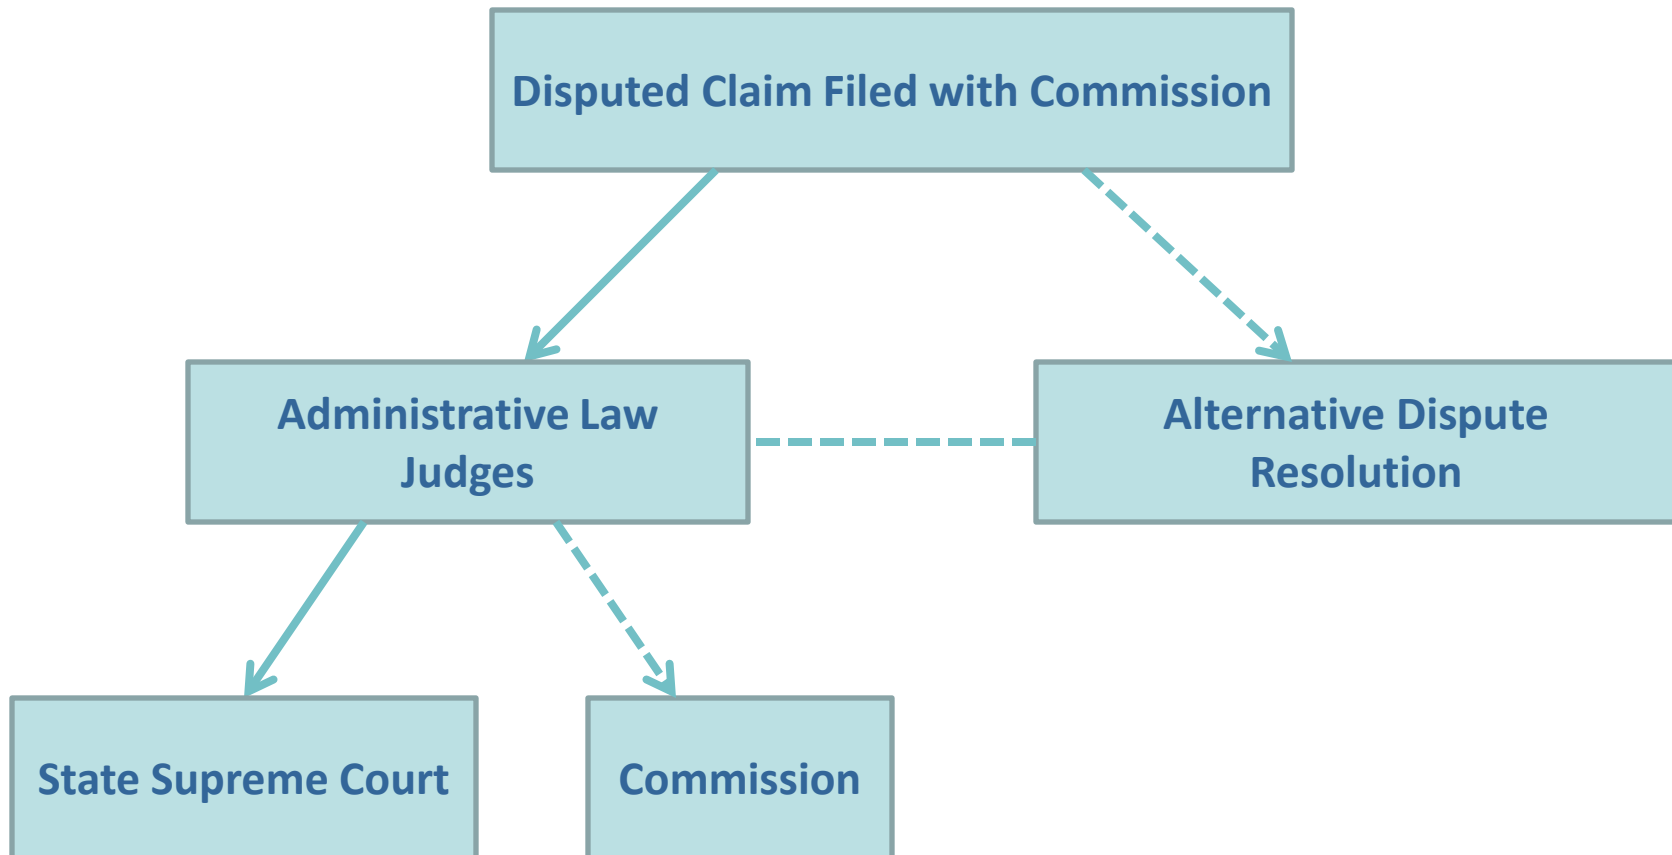 Disputed Claim Filed with Commission
Administrative Law
Judges
Alternative Dispute
Resolution
State Supreme Court
Commission